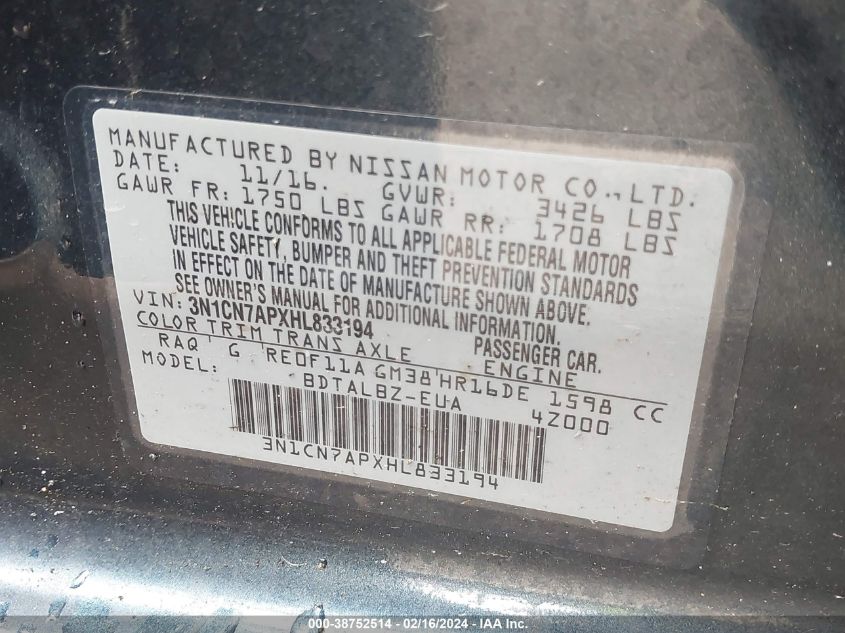 MANUFACTURED BY NISSAN MOTOR CO., LTD.
DATE: 11/16. GVWR: 3426 LBS
GAWR FR: 1750 LBS GAWR RR: 1708 LBS
THIS VEHICLE CONFORMS TO ALL APPLICABLE FEDERAL MOTOR
VEHICLE SAFETY, BUMPER AND THEFT PREVENTION STANDARDS
IN EFFECT ON THE DATE OF MANUFACTURE SHOWN ABOVE.
SEE OWNER'S MANUAL FOR ADDITIONAL INFORMATION.
VIN: 3N1CN7APXHL833194 PASSENGER CAR.
COLOR TRIM TRANS AXLE ENGINE
RAQ G RE0F11A GM38 HR16DE 1598 CC
MODEL: BDTALBZ-EUA 4Z000
3N1CN7APXHL833194
000-38752514 - 02/16/2024 - IAA Inc.